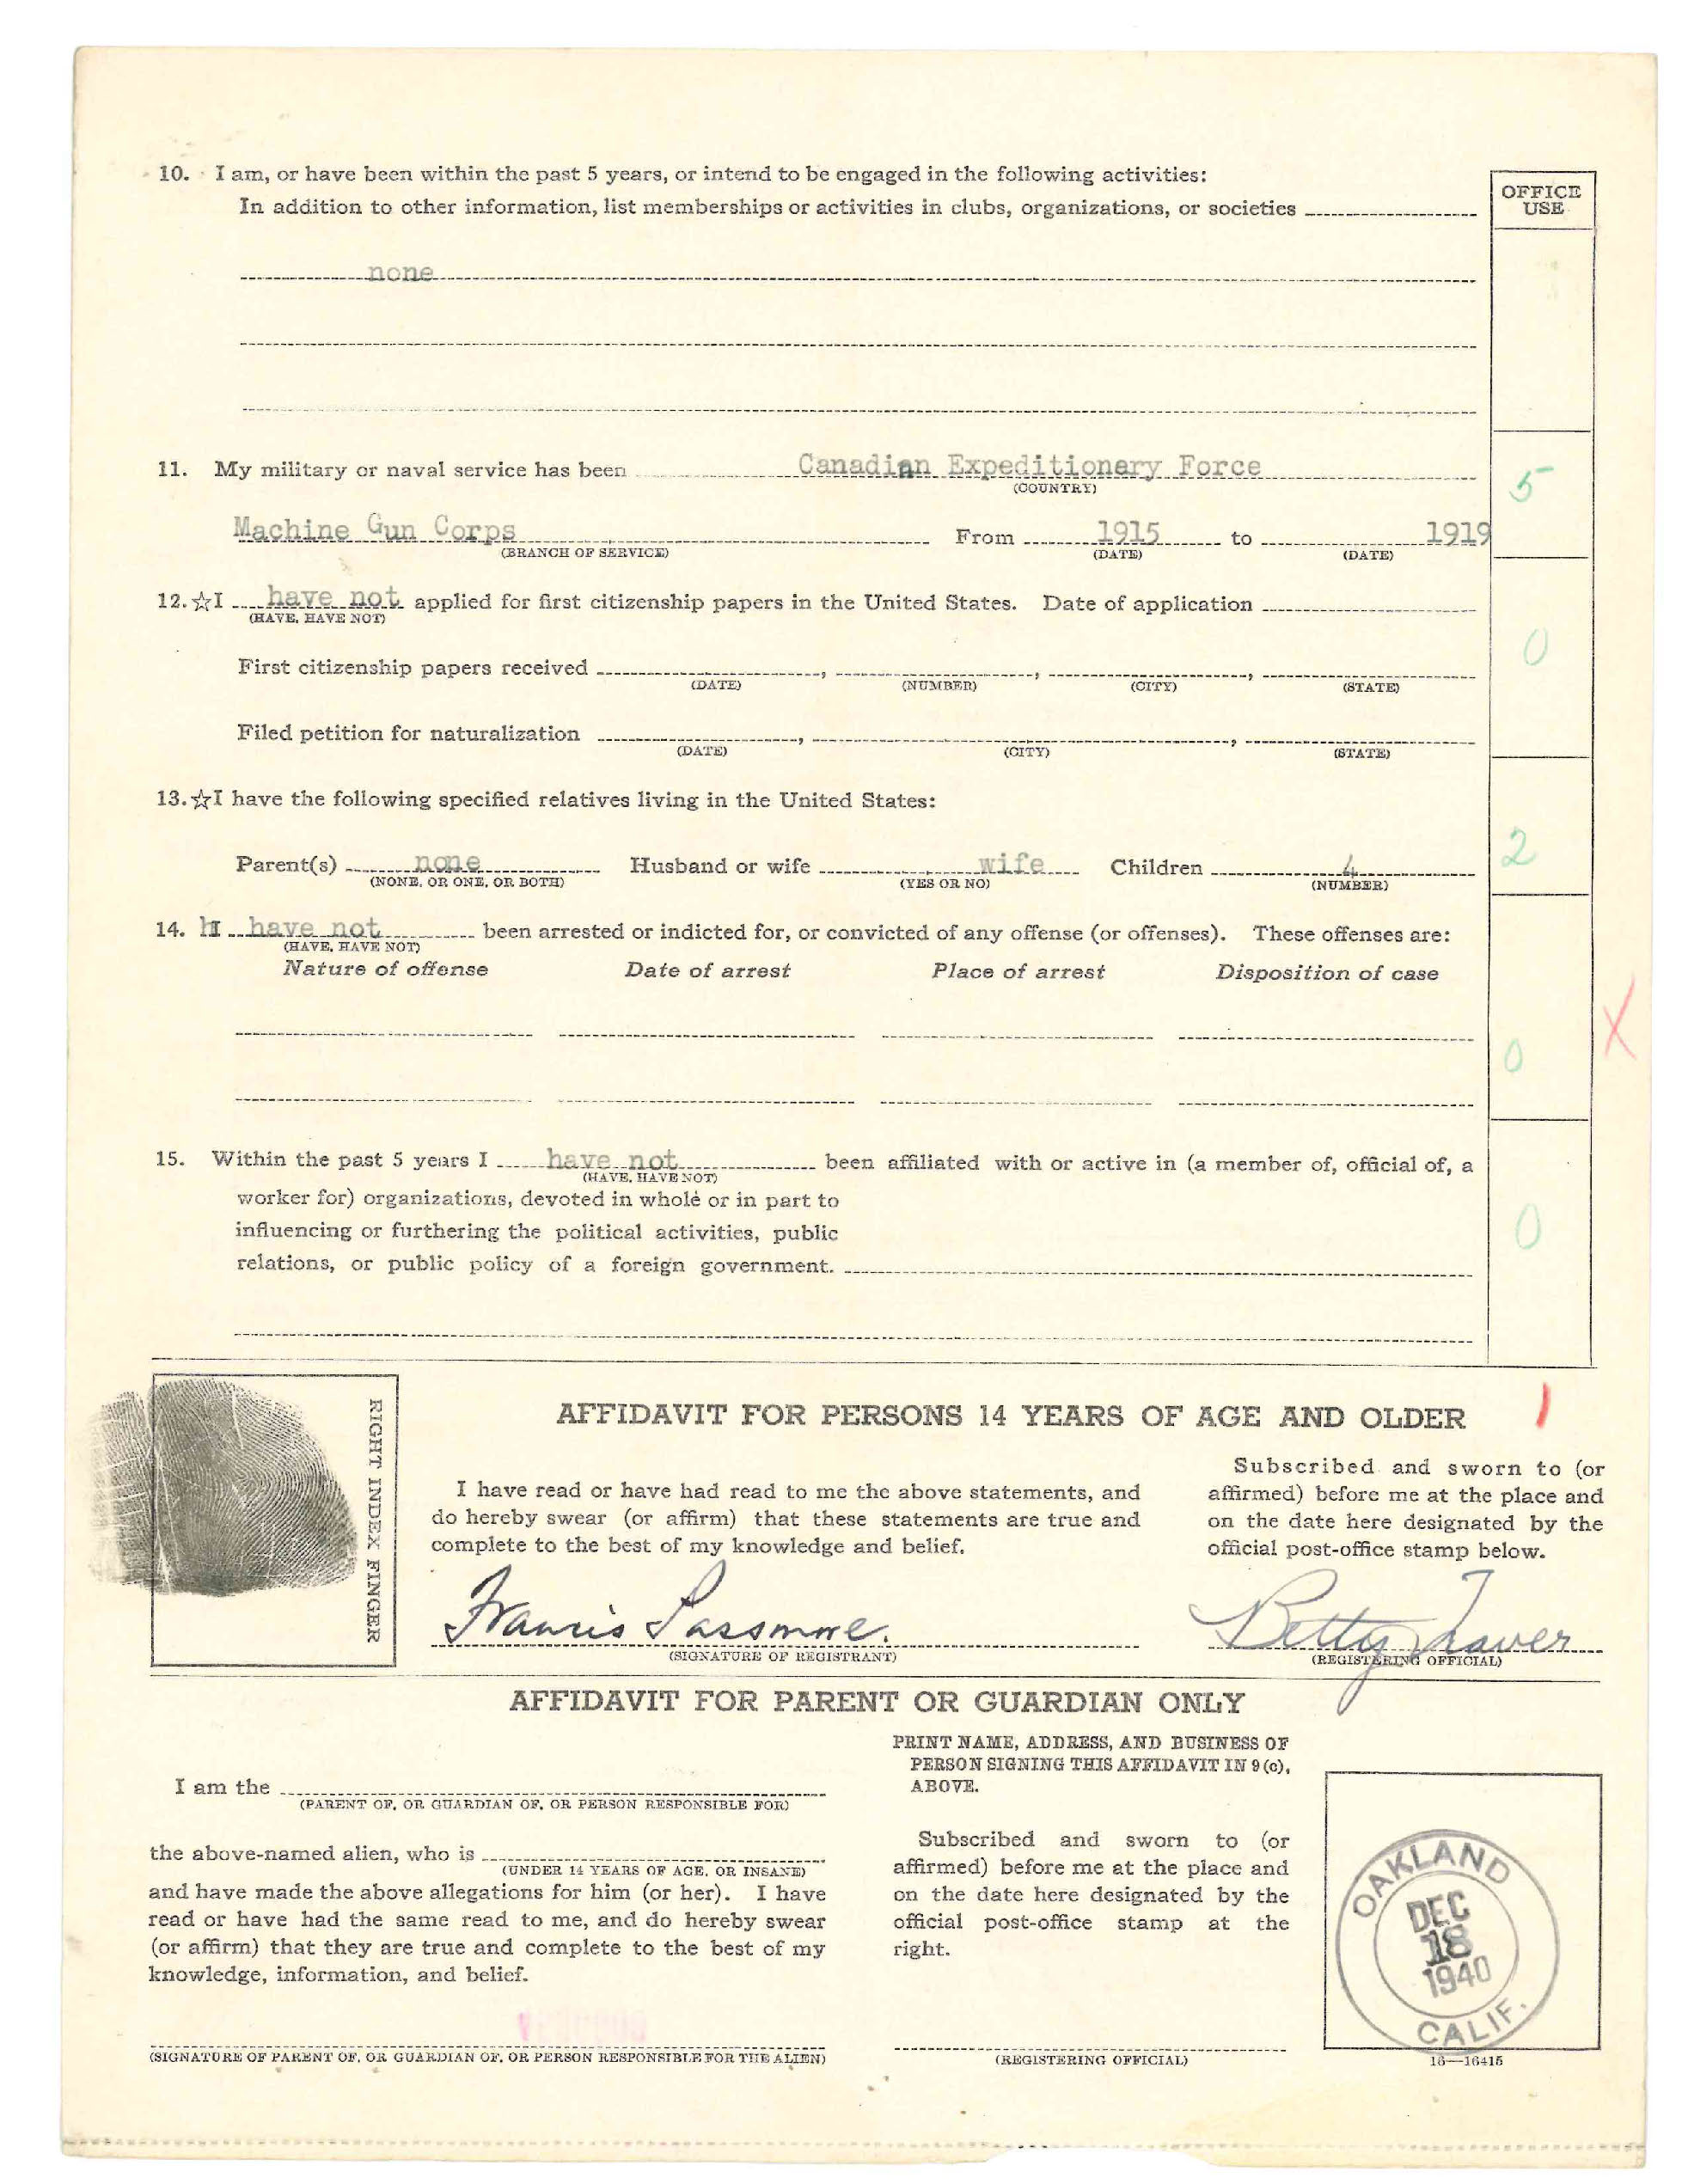 10. I am, or have been within the past 5 years, or intend to be engaged in the following activities:
In addition to other information, list memberships or activities in clubs, organizations, or societies
OFFICE
USE
none
11. My military or naval service has been Canadian Expeditionary Force
(COUNTRY)
5
Machine Gun Corps From 1915 to 1919
(BRANCH OF SERVICE) (DATE) (DATE)
12. ☆I have not applied for first citizenship papers in the United States. Date of application
(HAVE, HAVE NOT)
0
First citizenship papers received , , ,
(DATE) (NUMBER) (CITY) (STATE)
Filed petition for naturalization , ,
(DATE) (CITY) (STATE)
13. ☆I have the following specified relatives living in the United States:
2
Parent(s) none Husband or wife wife Children 4
(NONE, OR ONE, OR BOTH) (YES OR NO) (NUMBER)
14. I have not been arrested or indicted for, or convicted of any offense (or offenses). These offenses are:
(HAVE, HAVE NOT)
Nature of offense Date of arrest Place of arrest Disposition of case
X
0
15. Within the past 5 years I have not been affiliated with or active in (a member of, official of, a
(HAVE, HAVE NOT)
worker for) organizations, devoted in whole or in part to
influencing or furthering the political activities, public
0
relations, or public policy of a foreign government.
RIGHT INDEX FINGER
AFFIDAVIT FOR PERSONS 14 YEARS OF AGE AND OLDER
I have read or have had read to me the above statements, and
do hereby swear (or affirm) that these statements are true and
complete to the best of my knowledge and belief.
Subscribed and sworn to (or
affirmed) before me at the place and
on the date here designated by the
official post-office stamp below.
Francis Passmore.
(SIGNATURE OF REGISTRANT)
Betty
(REGISTERING OFFICIAL)
AFFIDAVIT FOR PARENT OR GUARDIAN ONLY
I am the
(PARENT OF, OR GUARDIAN OF, OR PERSON RESPONSIBLE FOR)
the above-named alien, who is
(UNDER 14 YEARS OF AGE, OR INSANE)
and have made the above allegations for him (or her). I have
read or have had the same read to me, and do hereby swear
(or affirm) that they are true and complete to the best of my
knowledge, information, and belief.
(SIGNATURE OF PARENT OF, OR GUARDIAN OF, OR PERSON RESPONSIBLE FOR THE ALIEN)
PRINT NAME, ADDRESS, AND BUSINESS OF
PERSON SIGNING THIS AFFIDAVIT IN 9 (c),
ABOVE.
Subscribed and sworn to (or
affirmed) before me at the place and
on the date here designated by the
official post-office stamp at the
right.
(REGISTERING OFFICIAL)
OAKLAND
DEC
18
1940
CALIF.
16—16415